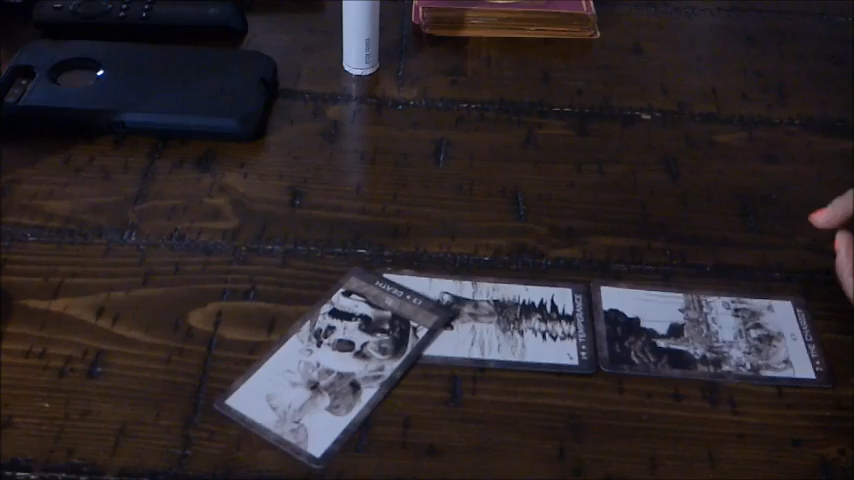 13 • DEATH
14 • TEMPERANCE
7 • THE CHARIOT